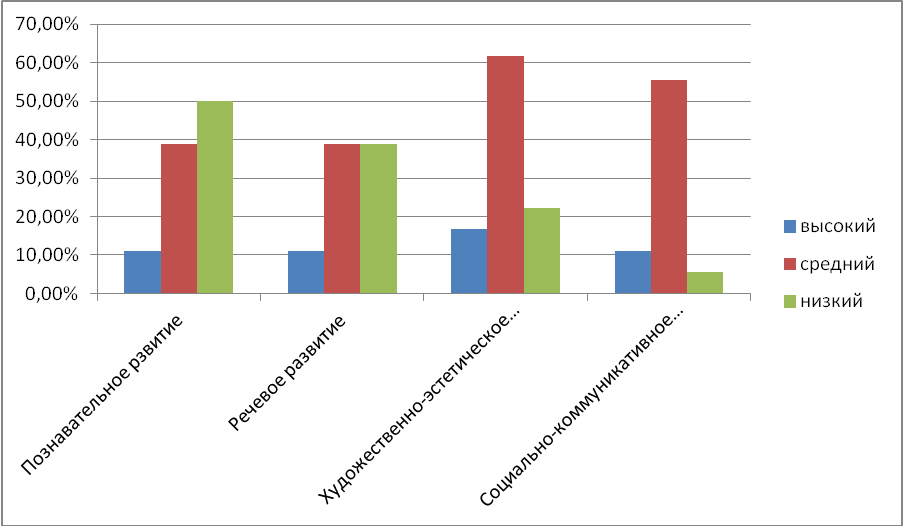 70,00%
60,00%
50,00%
40,00%
30,00%
20,00%
10,00%
0,00%
Познавательное рзвитие
Речевое развитие
Художественно-эстетическое...
Социально-коммуникативное...
высокий
средний
низкий